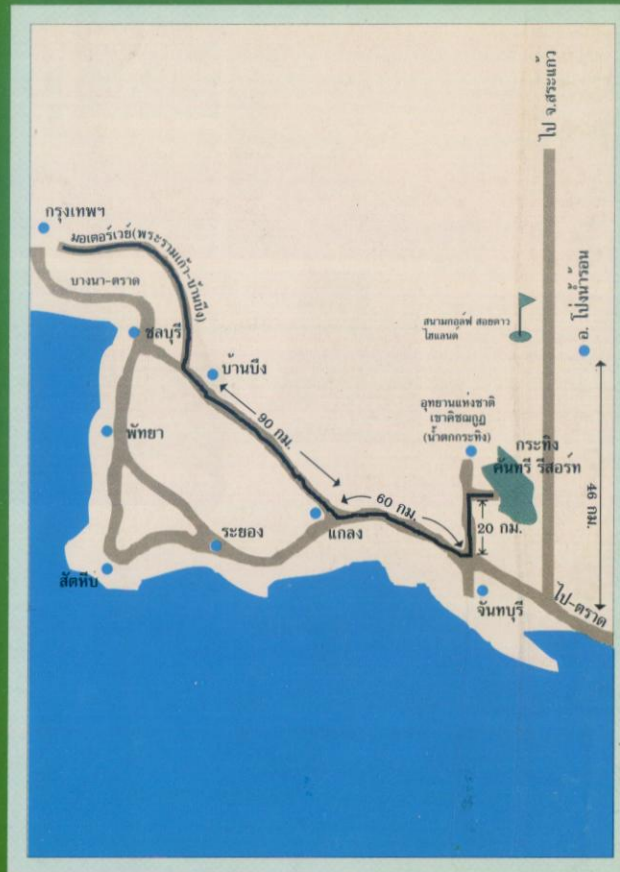 กรุงเทพฯ
มอเตอร์เวย์(พระรามเก้า-บ้านบึง)
บางนา-ตราด
ชลบุรี
บ้านบึง
พัทยา
90 กม.
สัตหีบ
ระยอง
แกลง
60 กม.
อุทยานแห่งชาติ
เขาคิชฌกูฏ
(น้ำตกกระทิง)
สนามกอล์ฟ สอยดาว
ไฮแลนด์
กระทิง
คันทรี รีสอร์ท
20 กม.
จันทบุรี
ไป จ.สระแก้ว
อ. โป่งน้ำร้อน
46 กม.
ไป-ตราด